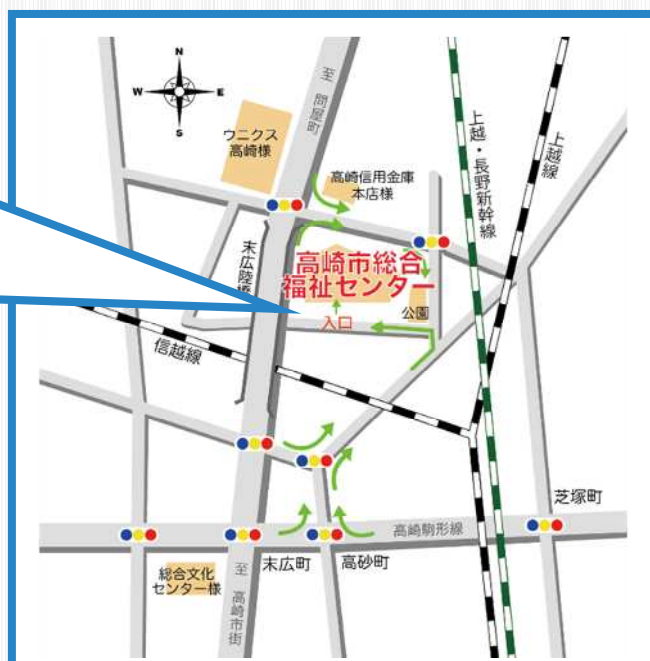 N
W
E
S
至
問屋町
ウニクス
高崎様
高崎信用金庫
本店様
上越・長野新幹線
上越線
末広陸橋
高崎市総合
福祉センター
入口
公園
信越線
芝塚町
高崎駒形線
末広町
高砂町
総合文化
センター様
至
高崎市街